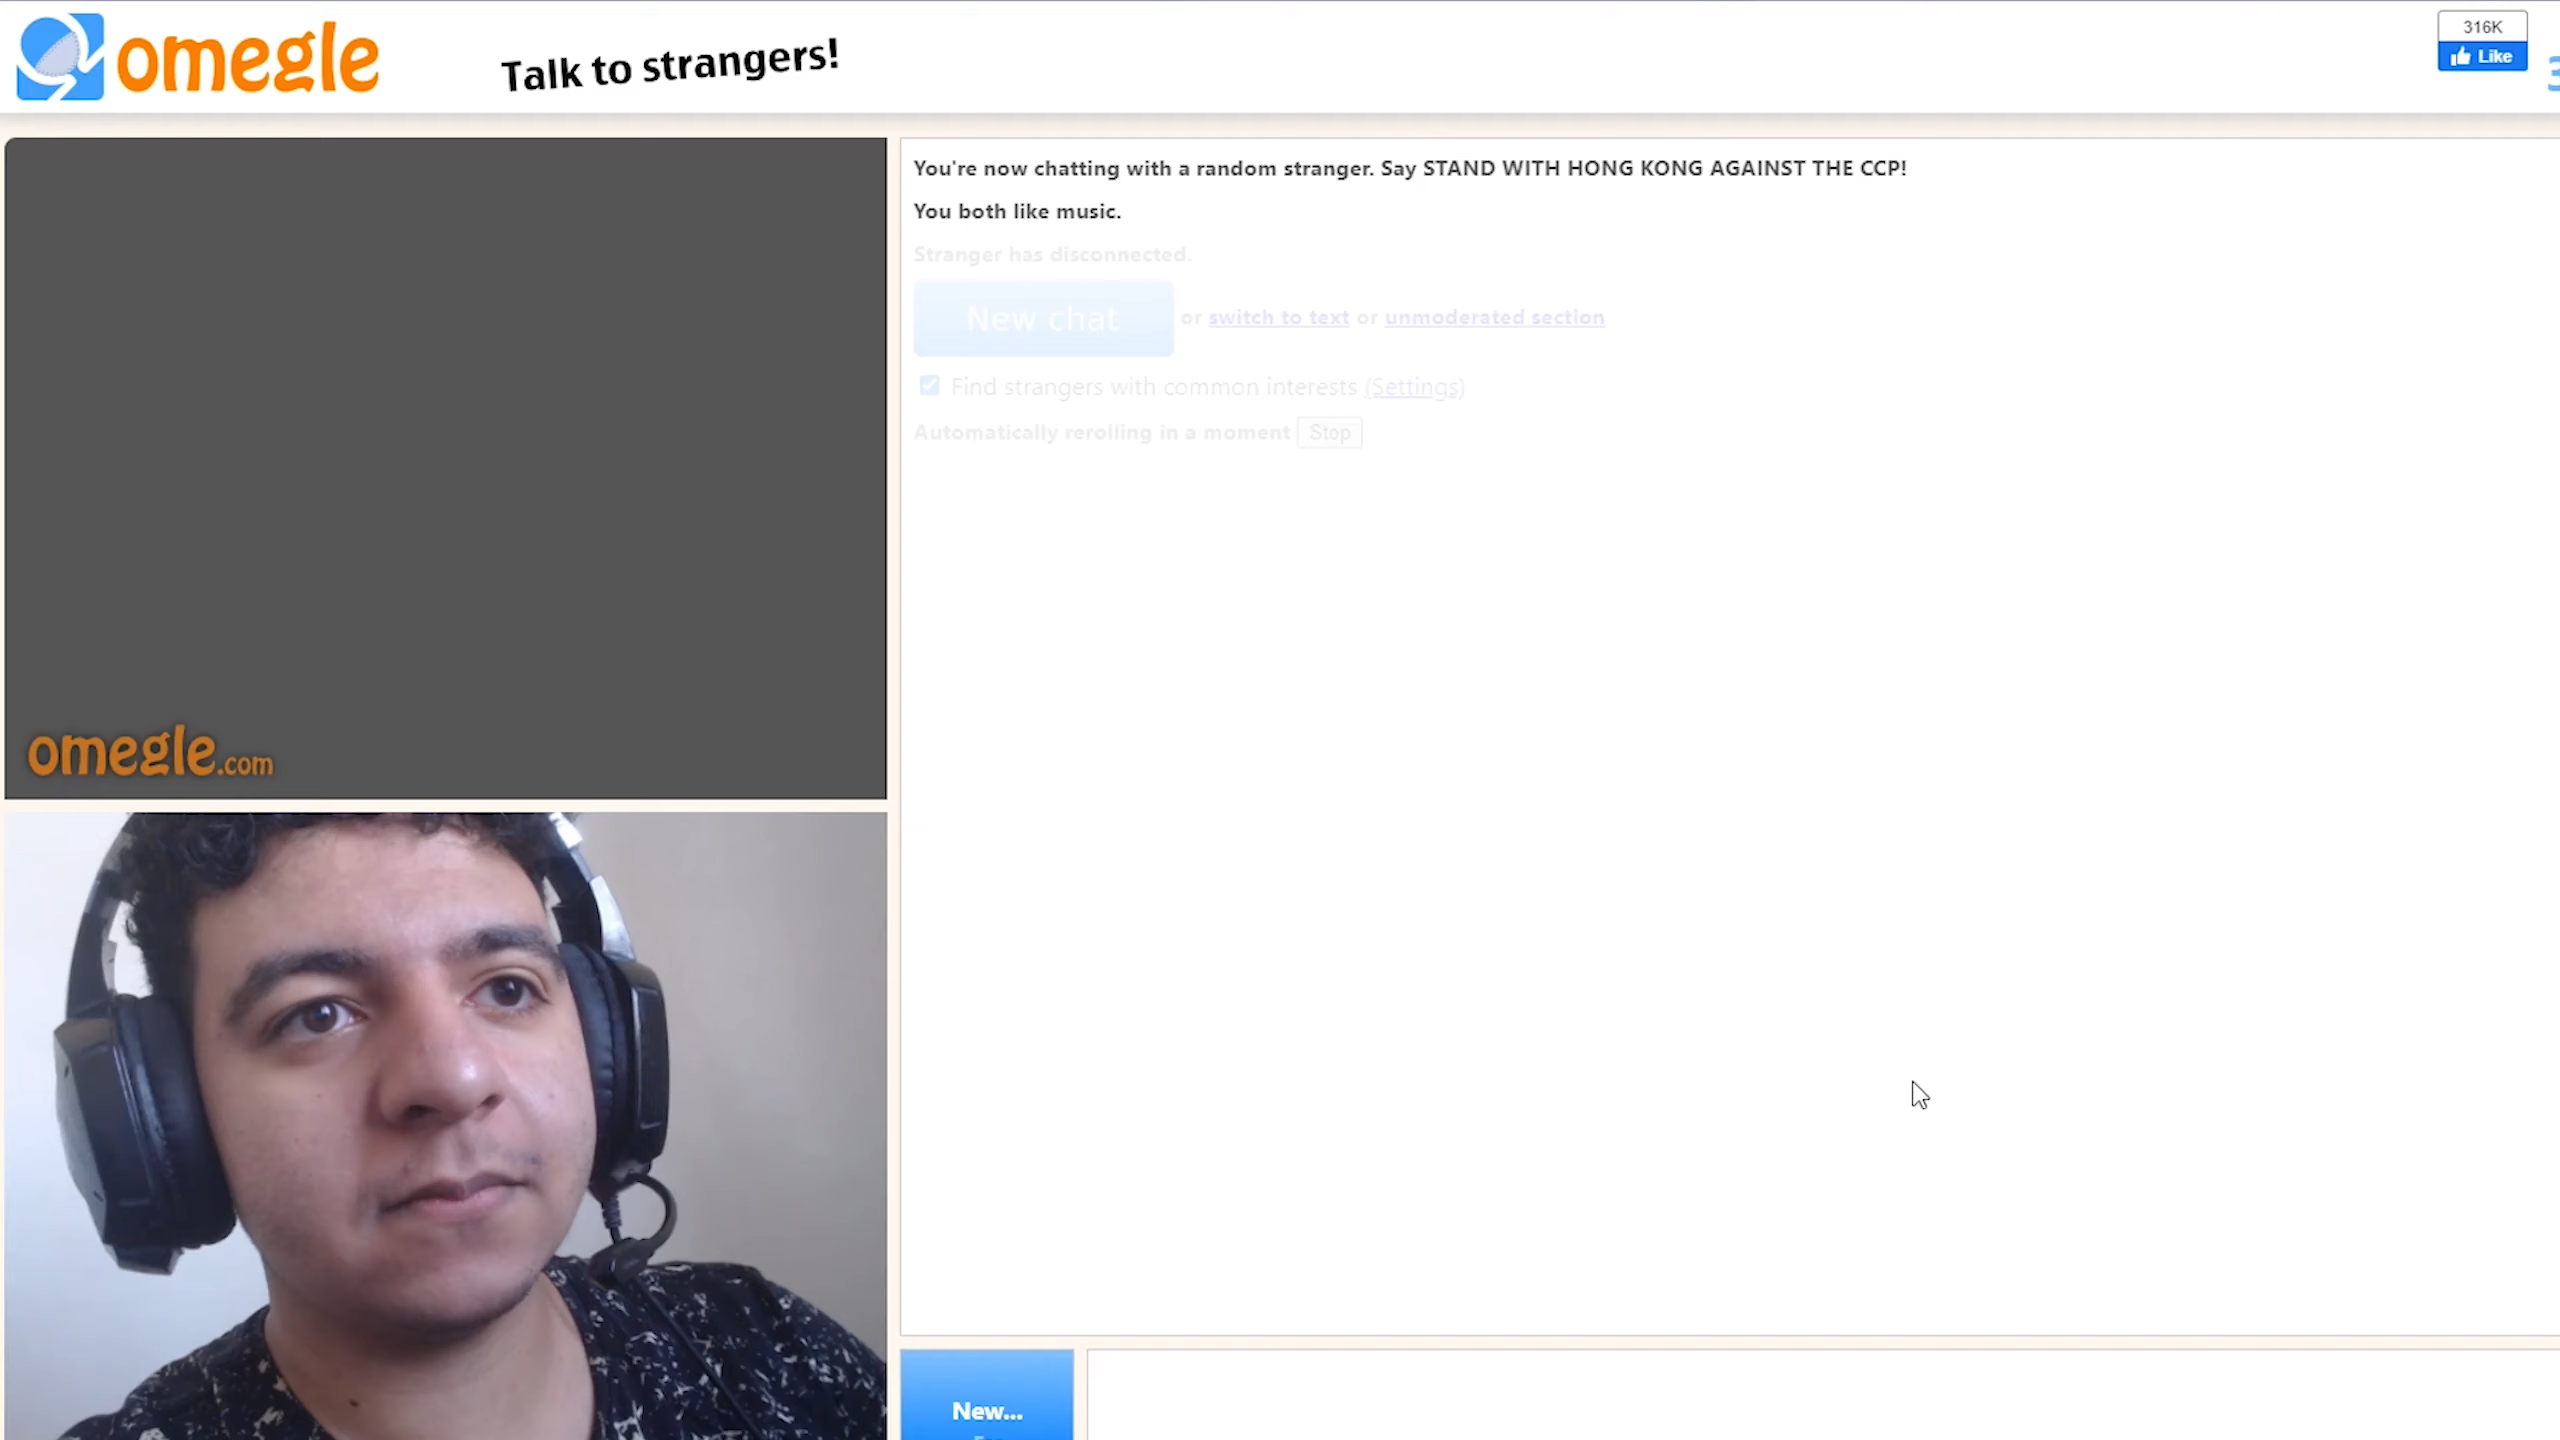 omegle
Talk to strangers!
316K
Like
You're now chatting with a random stranger. Say STAND WITH HONG KONG AGAINST THE CCP!
You both like music.
Stranger has disconnected.
New chat or switch to text or unmoderated section
Find strangers with common interests (Settings)
Automatically rerolling in a moment Stop
omegle.com
New...